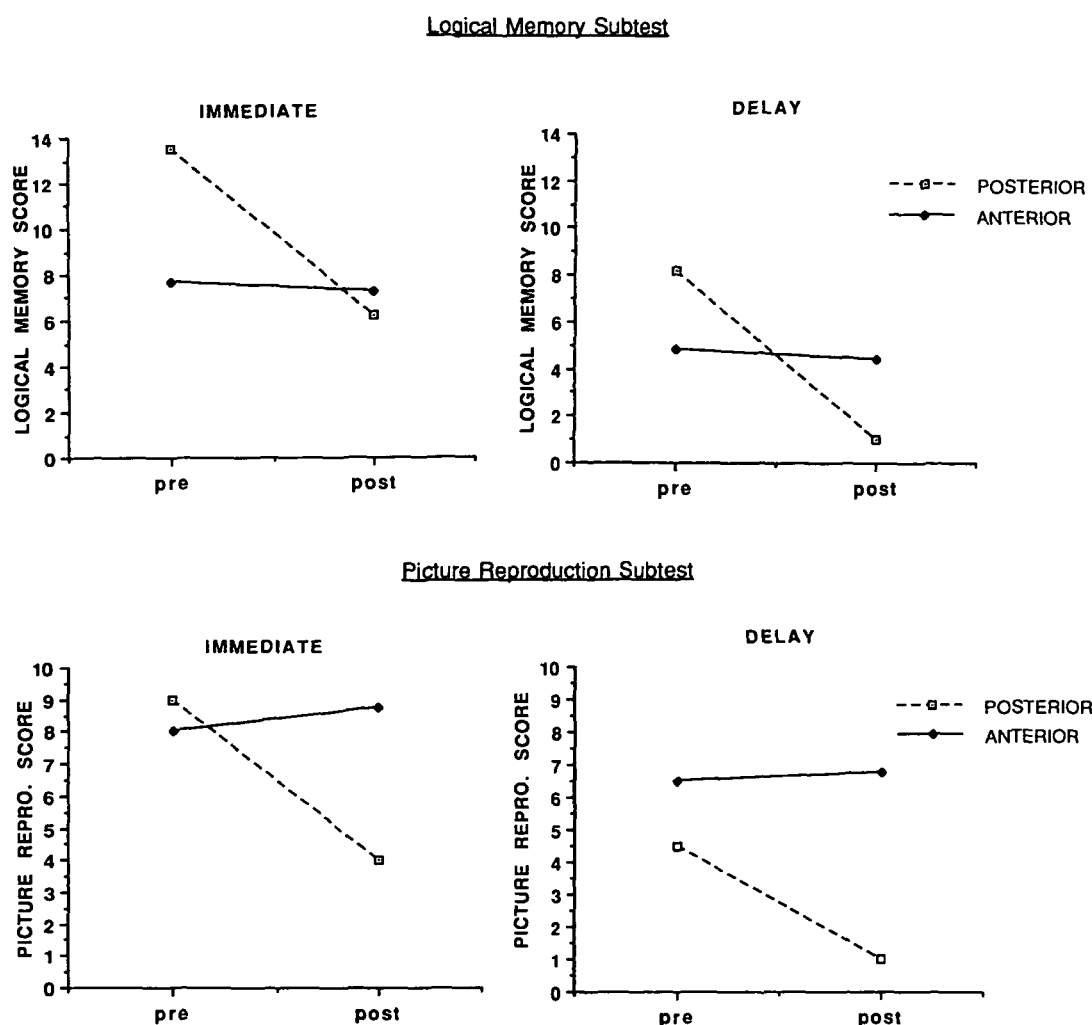 Logical Memory Subtest
IMMEDIATE
LOGICAL MEMORY SCORE
14
12
10
8
6
4
2
0
pre post
DELAY
LOGICAL MEMORY SCORE
14
12
10
8
6
4
2
0
pre post
POSTERIOR
ANTERIOR
Picture Reproduction Subtest
IMMEDIATE
PICTURE REPRO. SCORE
10
9
8
7
6
5
4
3
2
1
0
pre post
DELAY
PICTURE REPRO. SCORE
10
9
8
7
6
5
4
3
2
1
0
pre post
POSTERIOR
ANTERIOR